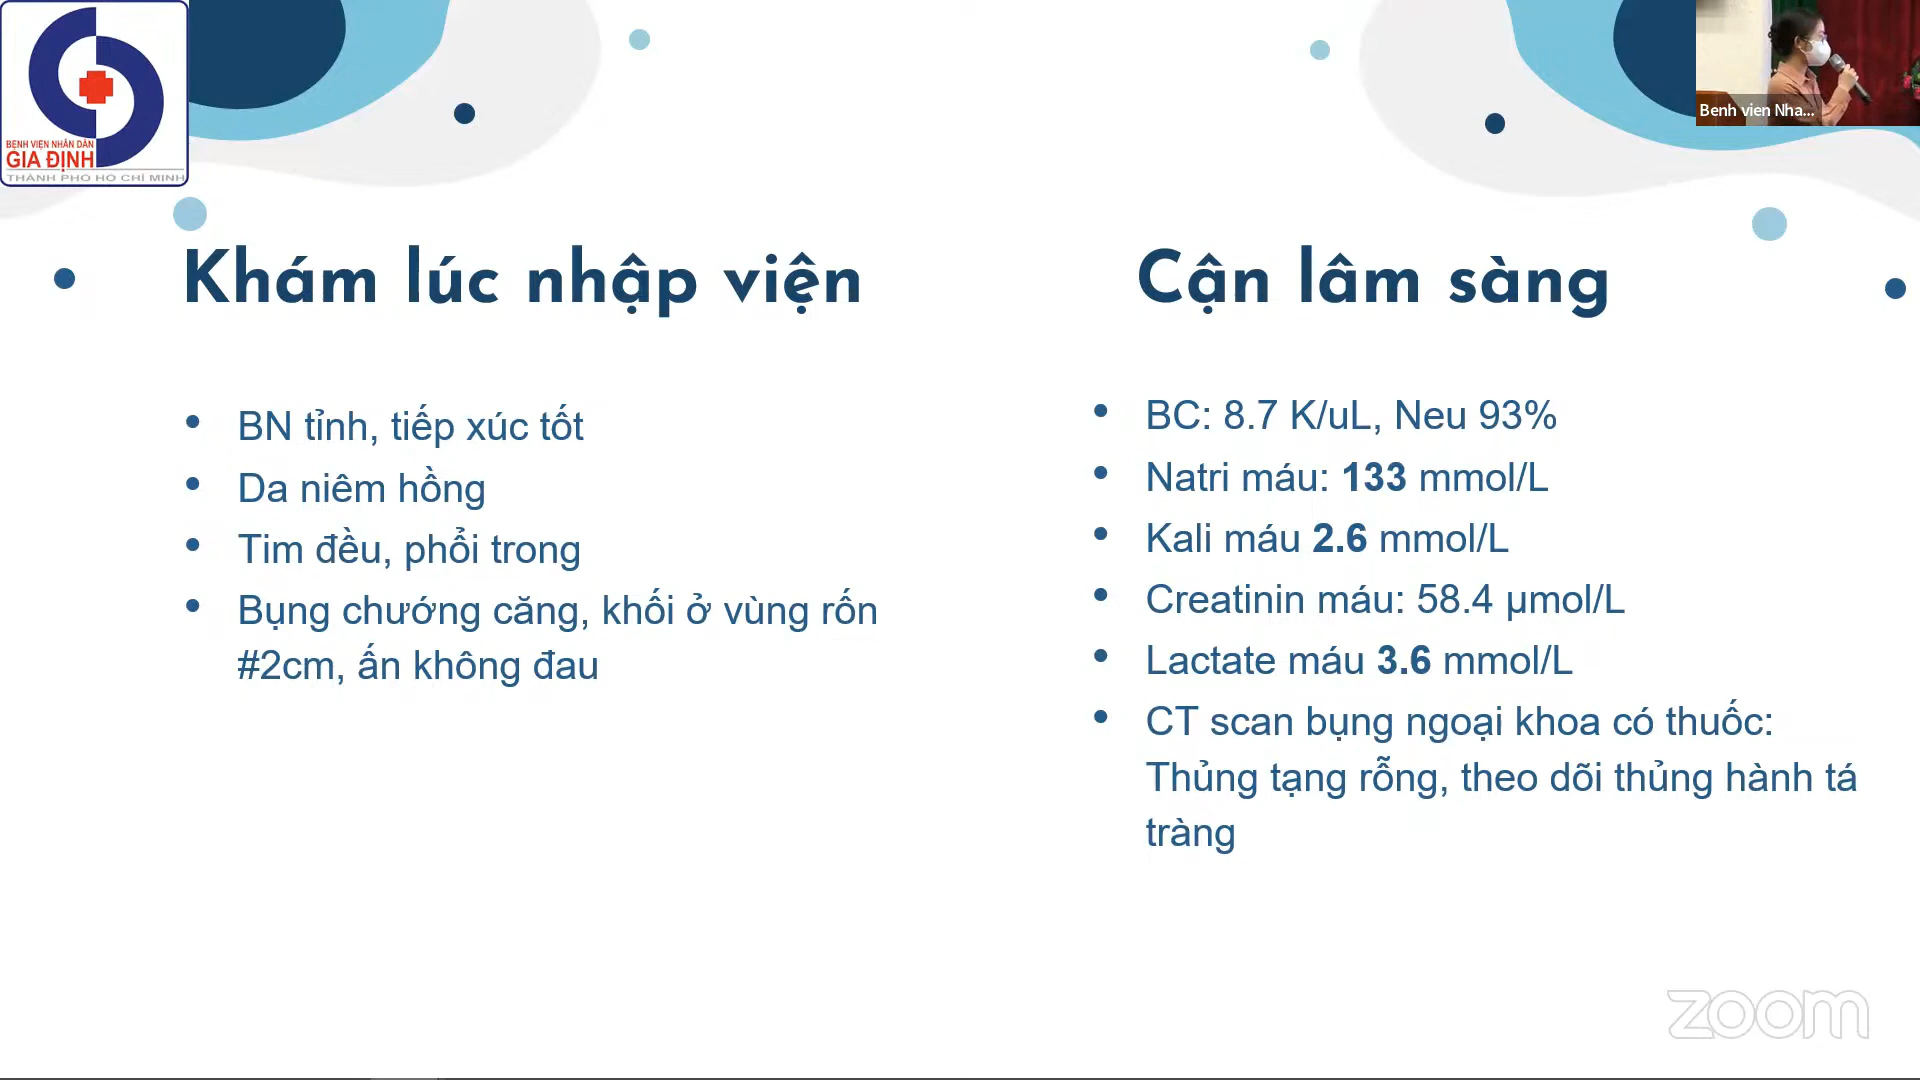 BỆNH VIỆN NHÂN DÂN
GIA ĐỊNH
THÀNH PHỐ HỒ CHÍ MINH
Benh vien Nha...
Khám lúc nhập viện
• BN tỉnh, tiếp xúc tốt
• Da niêm hồng
• Tim đều, phổi trong
• Bụng chướng căng, khối ở vùng rốn
#2cm, ấn không đau
Cận lâm sàng
• BC: 8.7 K/uL, Neu 93%
• Natri máu: 133 mmol/L
• Kali máu 2.6 mmol/L
• Creatinin máu: 58.4 µmol/L
• Lactate máu 3.6 mmol/L
• CT scan bụng ngoại khoa có thuốc:
Thủng tạng rỗng, theo dõi thủng hành tá
tràng
zoom